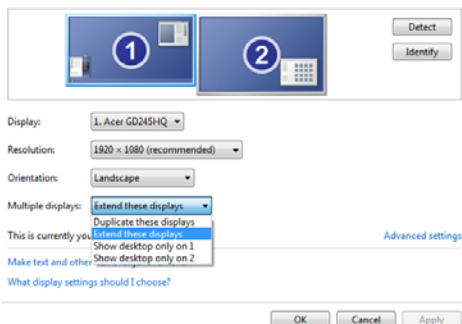 1
2
Detect
Identify
Display: 1. Acer GD245HQ
Resolution: 1920 × 1080 (recommended)
Orientation: Landscape
Multiple displays: Extend these displays
Duplicate these displays
Extend these displays
This is currently you
Show desktop only on 1
Advanced settings
Show desktop only on 2
Make text and other
What display settings should I choose?
OK Cancel Apply